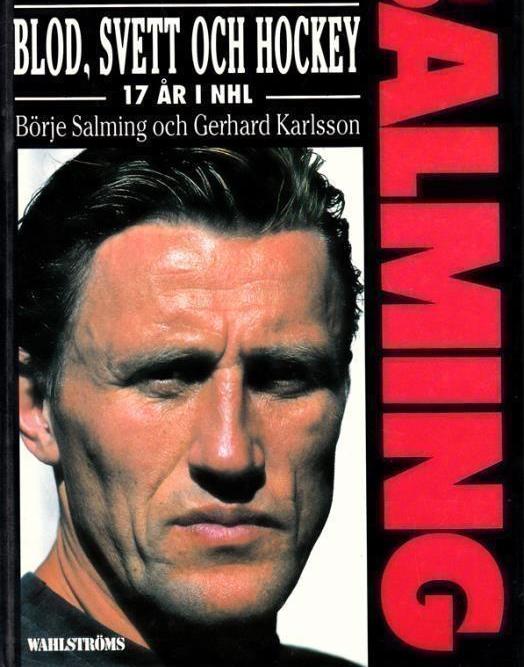 BLOD, SVETT OCH HOCKEY
17 ÅR I NHL
Börje Salming och Gerhard Karlsson
SALMING
WAHLSTRÖMS